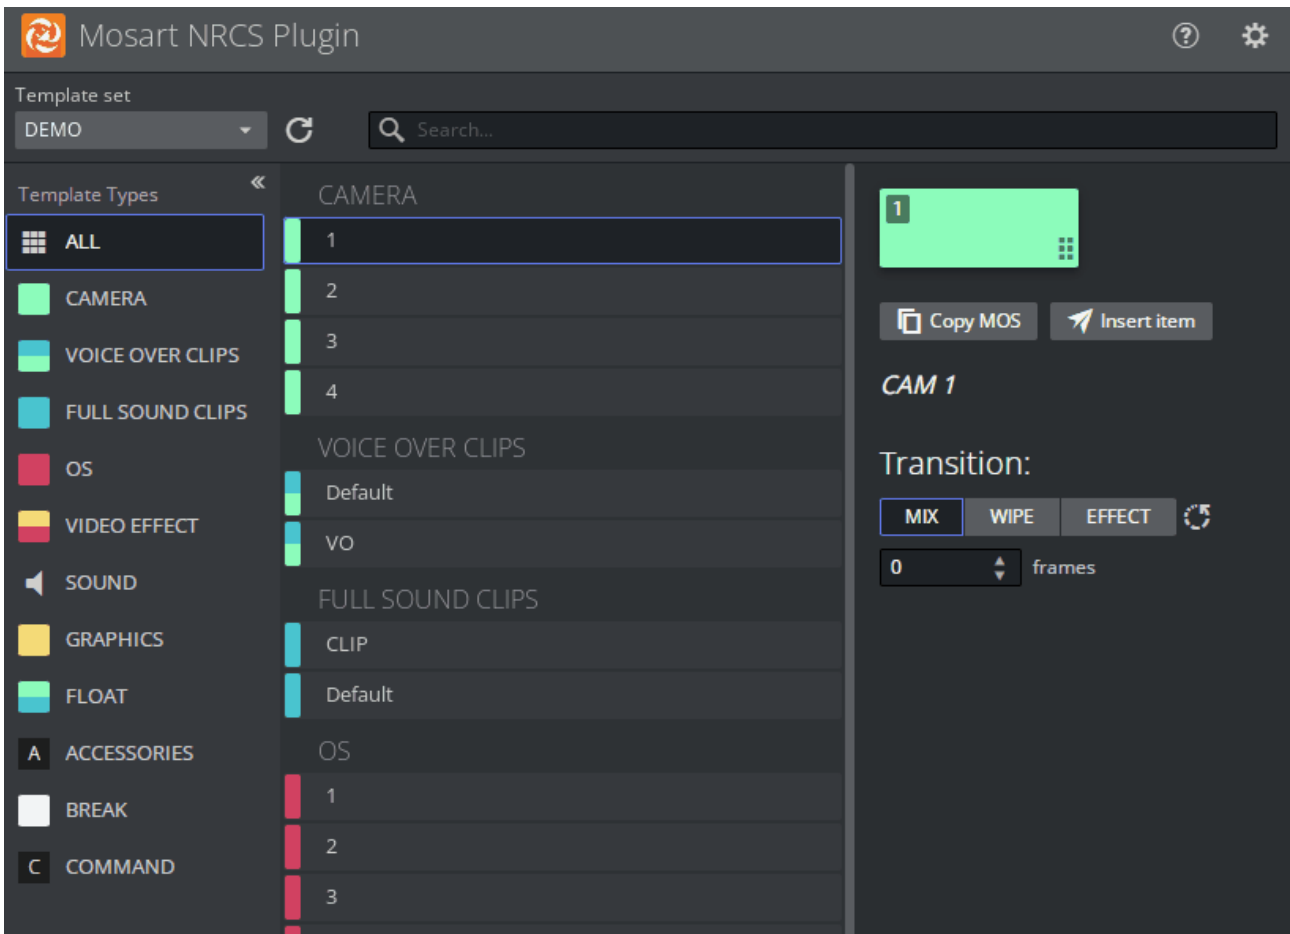 Mosart NRCS Plugin
Template set
DEMO
Search...
Template Types
ALL
CAMERA
VOICE OVER CLIPS
FULL SOUND CLIPS
OS
VIDEO EFFECT
SOUND
GRAPHICS
FLOAT
A ACCESSORIES
BREAK
C COMMAND
CAMERA
1
2
3
4
VOICE OVER CLIPS
Default
VO
FULL SOUND CLIPS
CLIP
Default
OS
1
2
3
1
Copy MOS Insert item
CAM 1
Transition:
MIX WIPE EFFECT
0 frames